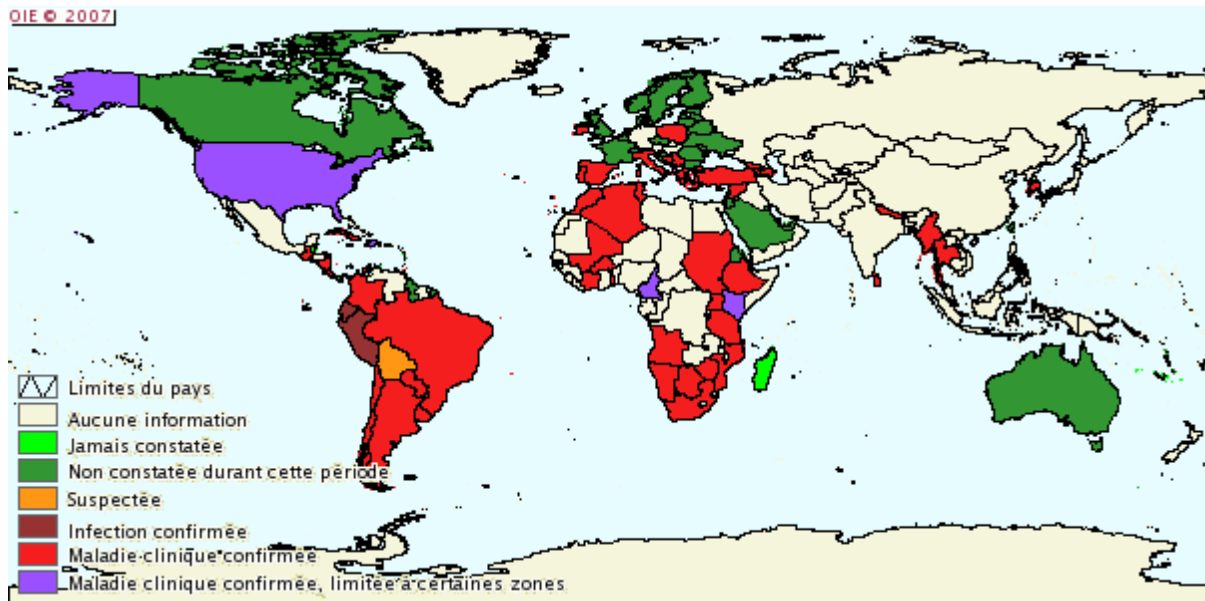 OIE © 2007
Limites du pays
Aucune information
Jamais constatée
Non constatée durant cette période
Suspectée
Infection confirmée
Maladie clinique confirmée
Maladie clinique confirmée, limitée à certaines zones